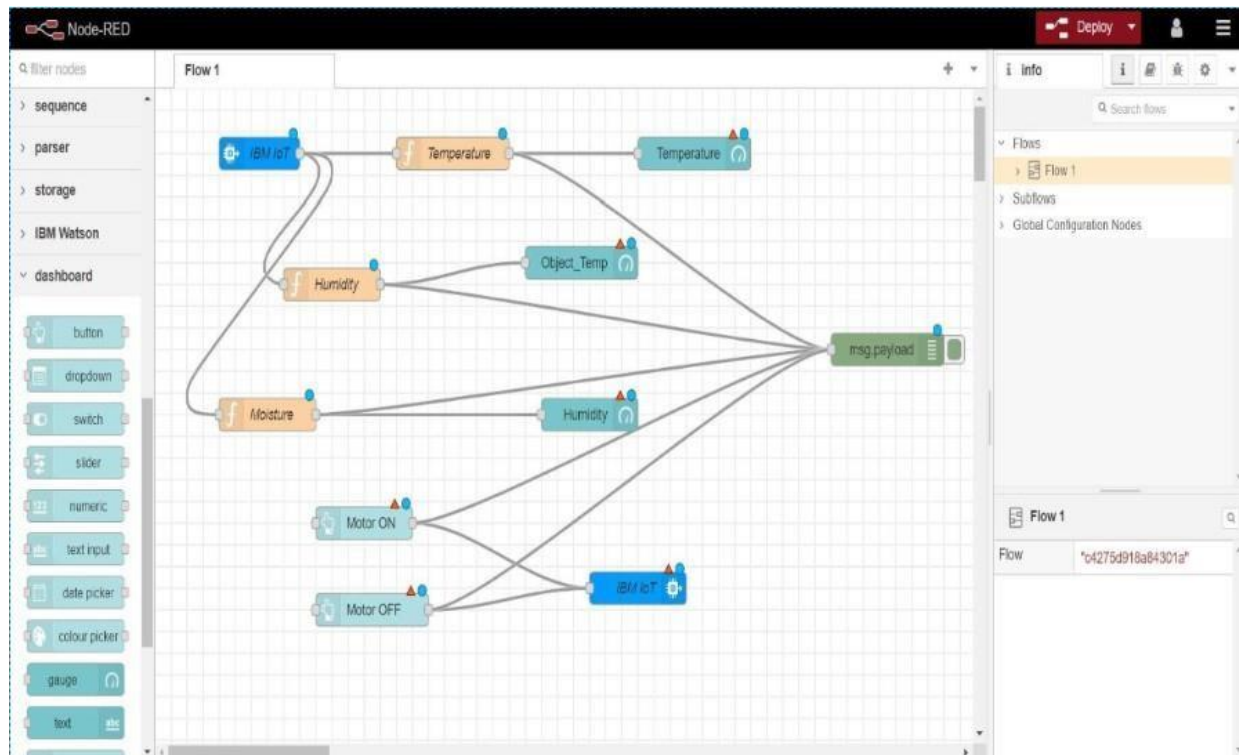 Node-RED
Deploy
filter nodes
sequence
parser
storage
IBM Watson
dashboard
button
dropdown
switch
slider
numeric
text input
date picker
colour picker
gauge
text
abc
Flow 1
IBM IoT
Temperature
Temperature
Humidity
Object_Temp
msg.payload
Moisture
Humidity
Motor ON
Motor OFF
IBM IoT
i info
i
Search flows
Flows
Flow 1
Subflows
Global Configuration Nodes
Flow 1
Flow "c4275d918a84301a"